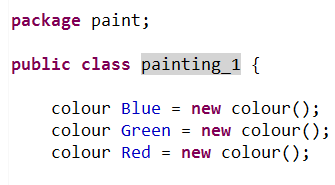 package paint;
public class painting_1 {
colour Blue = new colour();
colour Green = new colour();
colour Red = new colour();